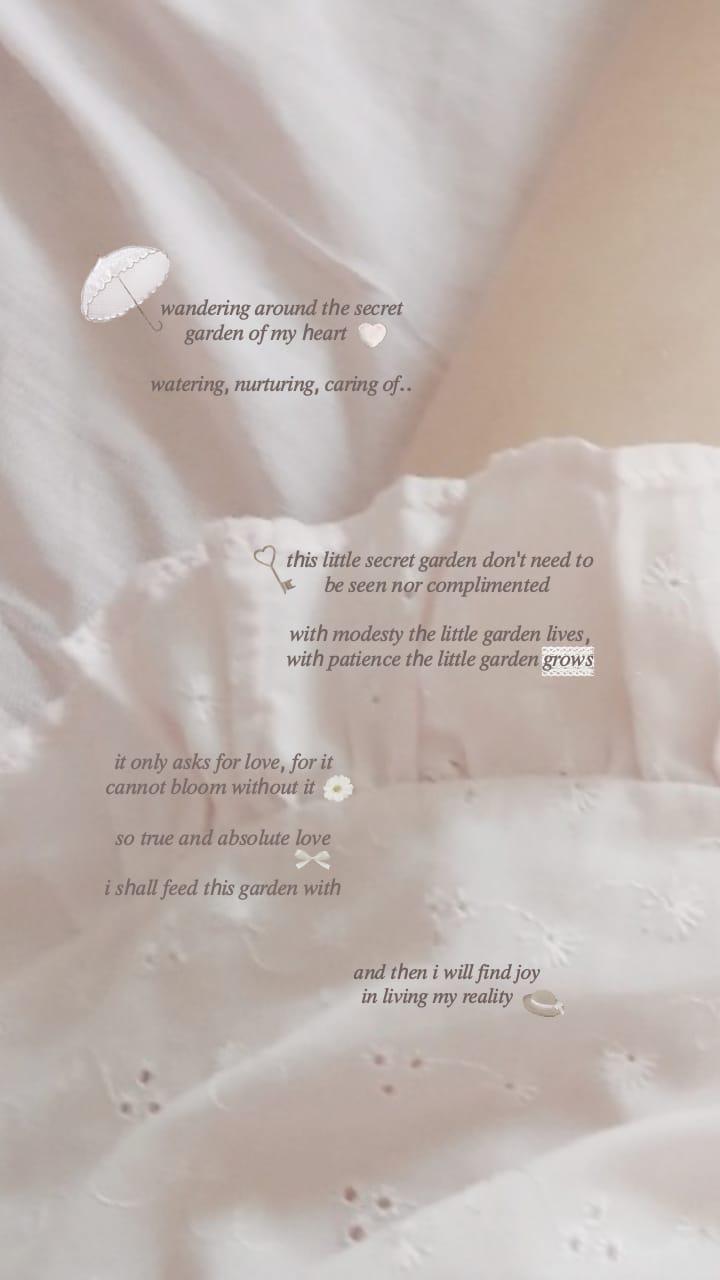 wandering around the secret
garden of my heart
watering, nurturing, caring of..
this little secret garden don't need to
be seen nor complimented
with modesty the little garden lives,
with patience the little garden grows
it only asks for love, for it
cannot bloom without it
so true and absolute love
i shall feed this garden with
and then i will find joy
in living my reality